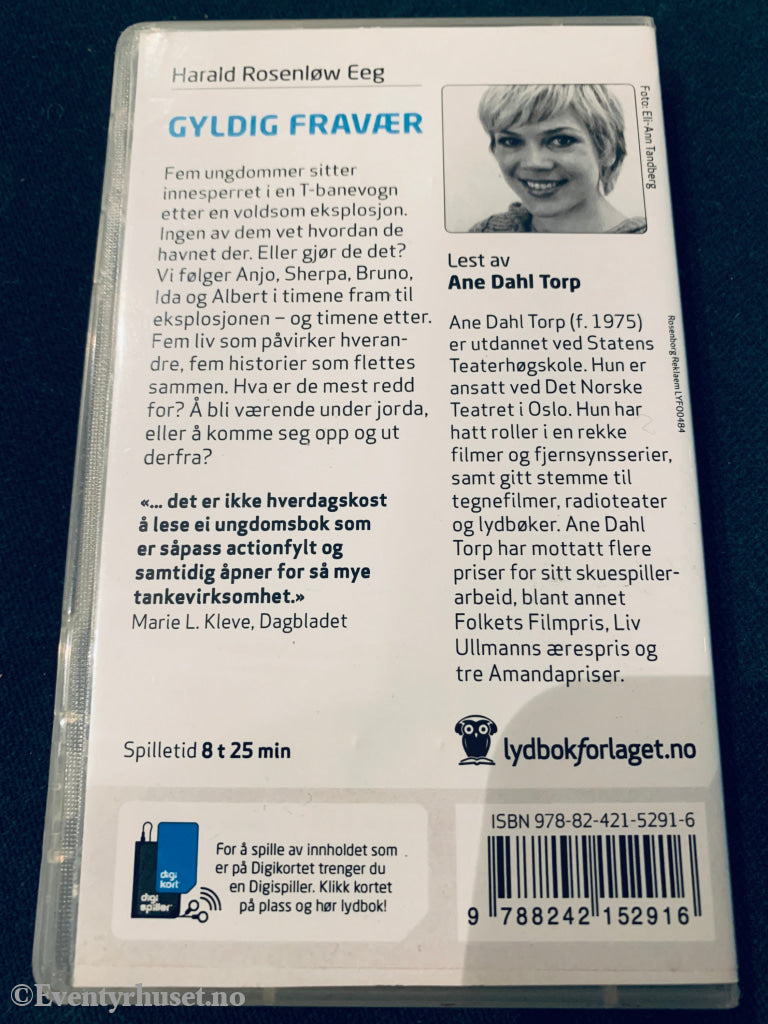 Harald Rosenløw Eeg
GYLDIG FRAVÆR
Fem ungdommer sitter
innesperret i en T-banevogn
etter en voldsom eksplosjon.
Ingen av dem vet hvordan de
havnet der. Eller gjør de det?
Vi følger Anjo, Sherpa, Bruno,
Ida og Albert i timene fram til
eksplosjonen – og timene etter.
Fem liv som påvirker hveran-
dre, fem historier som flettes
sammen. Hva er de mest redd
for? Å bli værende under jorda,
eller å komme seg opp og ut
derfra?
«... det er ikke hverdagskost
å lese ei ungdomsbok som
er såpass actionfylt og
samtidig åpner for så mye
tankevirksomhet.»
Marie L. Kleve, Dagbladet
Spilletid 8 t 25 min
Foto: Eli-Ann Tandberg
Lest av
Ane Dahl Torp
Ane Dahl Torp (f. 1975)
er utdannet ved Statens
Teaterhøgskole. Hun er
ansatt ved Det Norske
Teatret i Oslo. Hun har
hatt roller i en rekke
filmer og fjernsynsserier,
samt gitt stemme til
tegnefilmer, radioteater
og lydbøker. Ane Dahl
Torp har mottatt flere
priser for sitt skuespiller-
arbeid, blant annet
Folkets Filmpris, Liv
Ullmanns ærespris og
tre Amandapriser.
Rosenborg Reklaem LYF00484
lydbokforlaget.no
digi
kort
digi
spiller
For å spille av innholdet som
er på Digikortet trenger du
en Digispiller. Klikk kortet
på plass og hør lydbok!
ISBN 978-82-421-5291-6
9 788242 152916
©Eventyrhuset.no